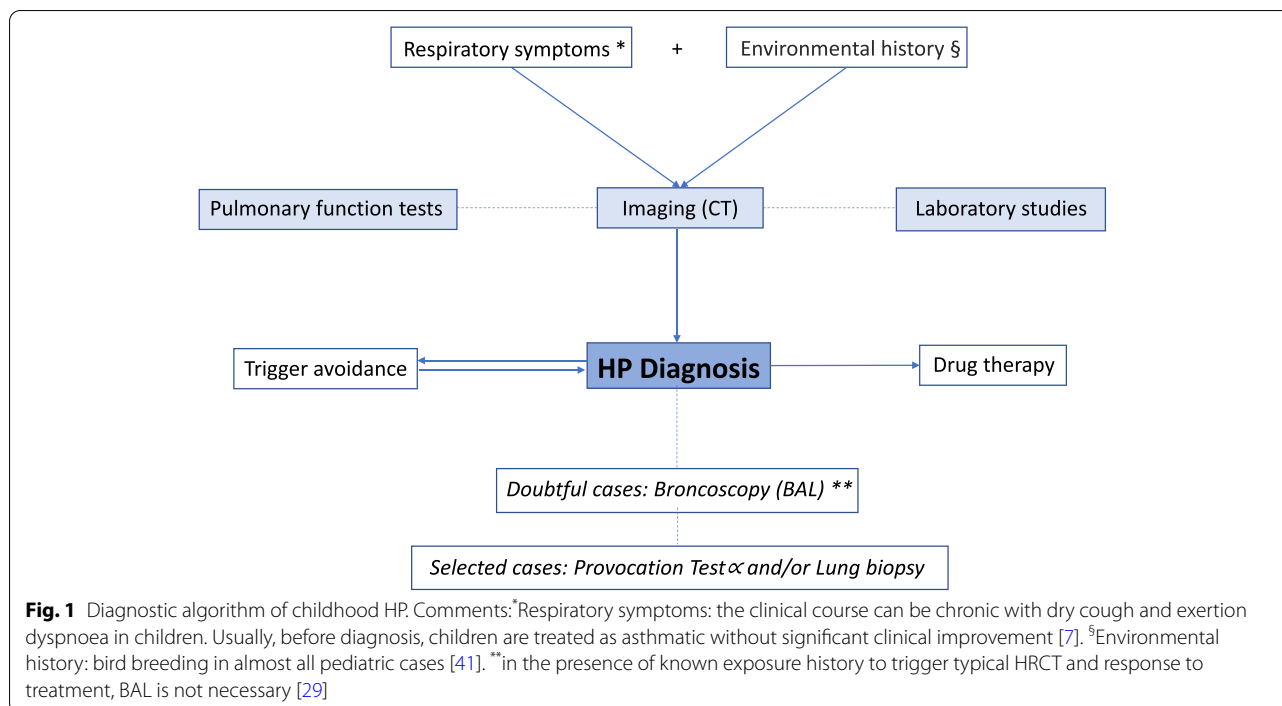 Respiratory symptoms * + Environmental history §
Pulmonary function tests Imaging (CT) Laboratory studies
Trigger avoidance HP Diagnosis Drug therapy
Doubtful cases: Broncoscopy (BAL) **
Selected cases: Provocation Test∝ and/or Lung biopsy
Fig. 1 Diagnostic algorithm of childhood HP. Comments:*Respiratory symptoms: the clinical course can be chronic with dry cough and exertion
dyspnoea in children. Usually, before diagnosis, children are treated as asthmatic without significant clinical improvement [7]. §Environmental
history: bird breeding in almost all pediatric cases [41]. **in the presence of known exposure history to trigger typical HRCT and response to
treatment, BAL is not necessary [29]